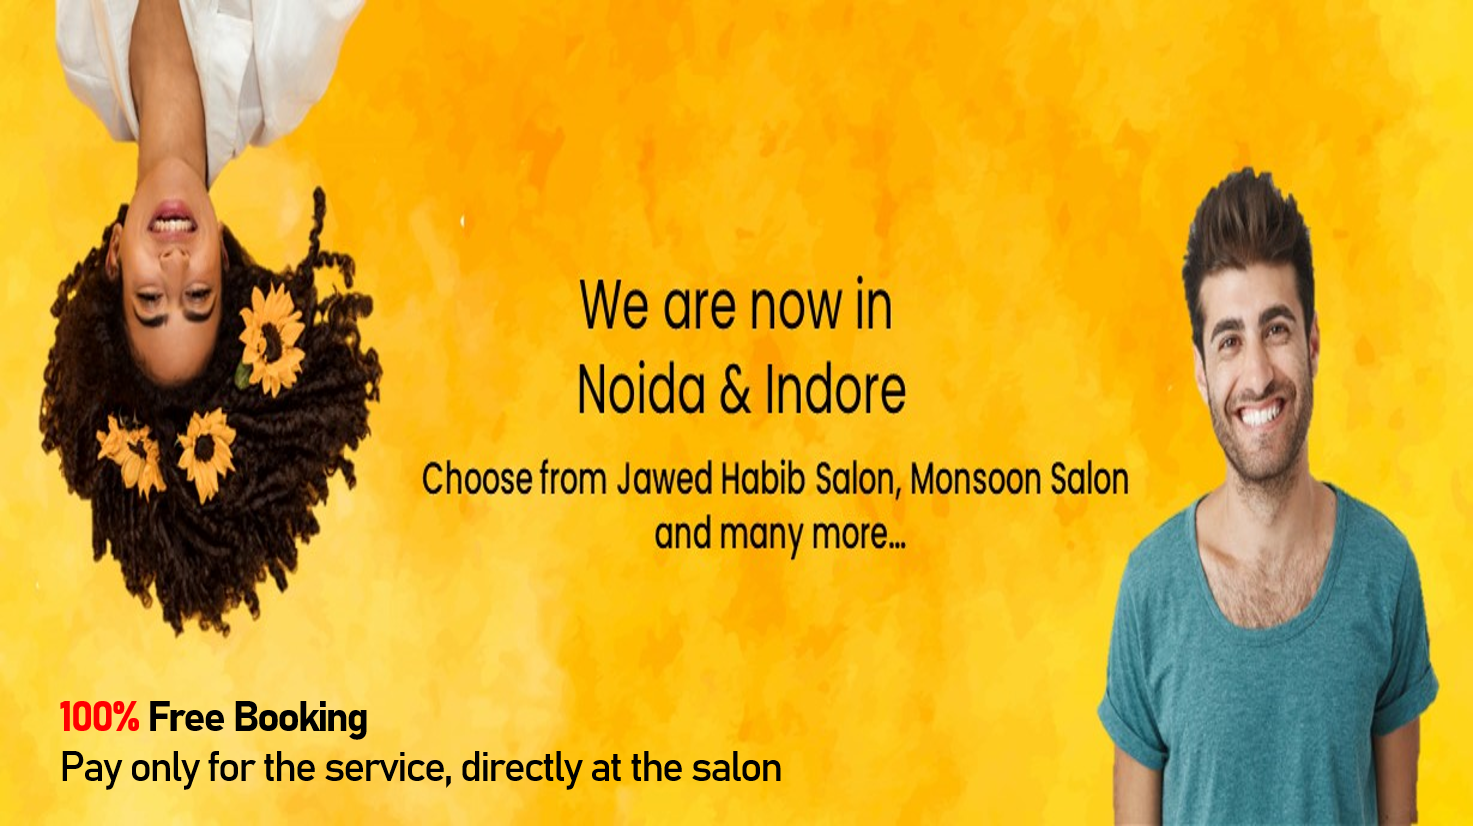 We are now in
Noida & Indore
Choose from Jawed Habib Salon, Monsoon Salon
and many more...
100% Free Booking
Pay only for the service, directly at the salon